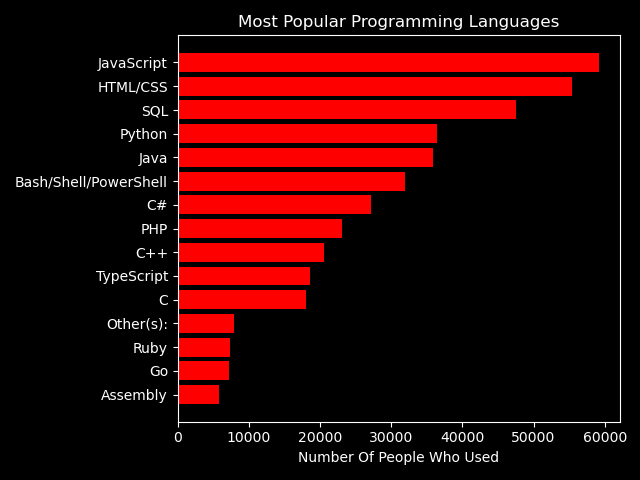 Most Popular Programming Languages
JavaScript
HTML/CSS
SQL
Python
Java
Bash/Shell/PowerShell
C#
PHP
C++
TypeScript
C
Other(s):
Ruby
Go
Assembly
0 10000 20000 30000 40000 50000 60000
Number Of People Who Used